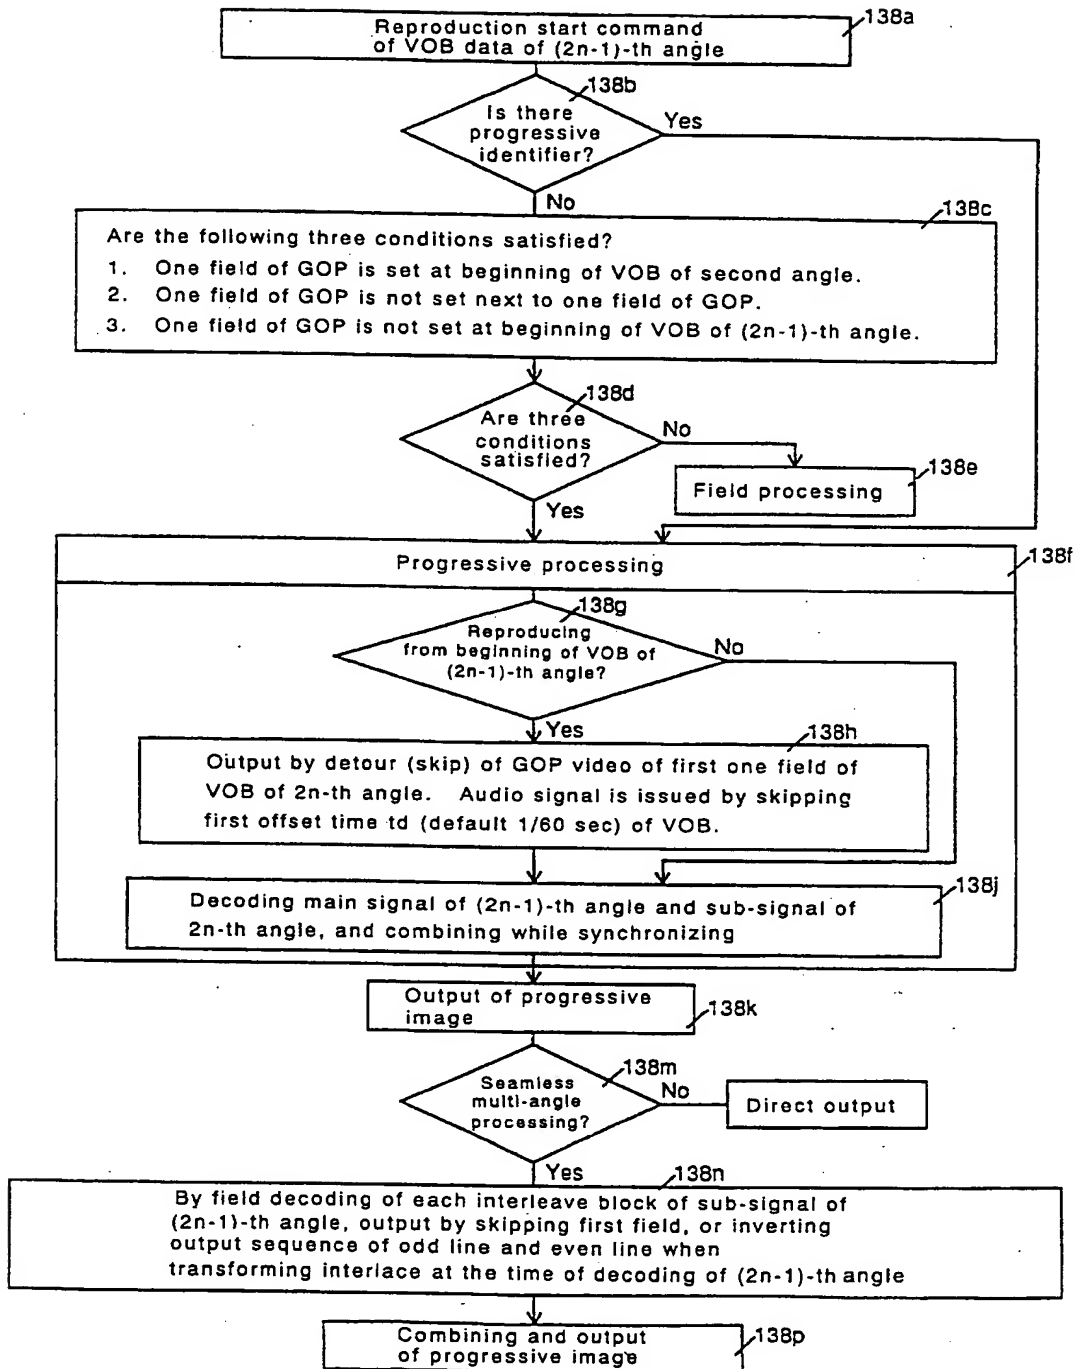 Reproduction start command
of VOB data of (2n-1)-th angle
138a
138b
Is there
progressive
identifier?
Yes
No
138c
Are the following three conditions satisfied?
1. One field of GOP is set at beginning of VOB of second angle.
2. One field of GOP is not set next to one field of GOP.
3. One field of GOP is not set at beginning of VOB of (2n-1)-th angle.
138d
Are three
conditions
satisfied?
No
138e
Field processing
Yes
Progressive processing
138f
138g
Reproducing
from beginning of VOB of
(2n-1)-th angle?
No
Yes
138h
Output by detour (skip) of GOP video of first one field of
VOB of 2n-th angle. Audio signal is issued by skipping
first offset time td (default 1/60 sec) of VOB.
138j
Decoding main signal of (2n-1)-th angle and sub-signal of
2n-th angle, and combining while synchronizing
Output of progressive
image
138k
138m
Seamless
multi-angle
processing?
No
Direct output
Yes
138n
By field decoding of each interleave block of sub-signal of
(2n-1)-th angle, output by skipping first field, or inverting
output sequence of odd line and even line when
transforming interlace at the time of decoding of (2n-1)-th angle
Combining and output
of progressive image
138p